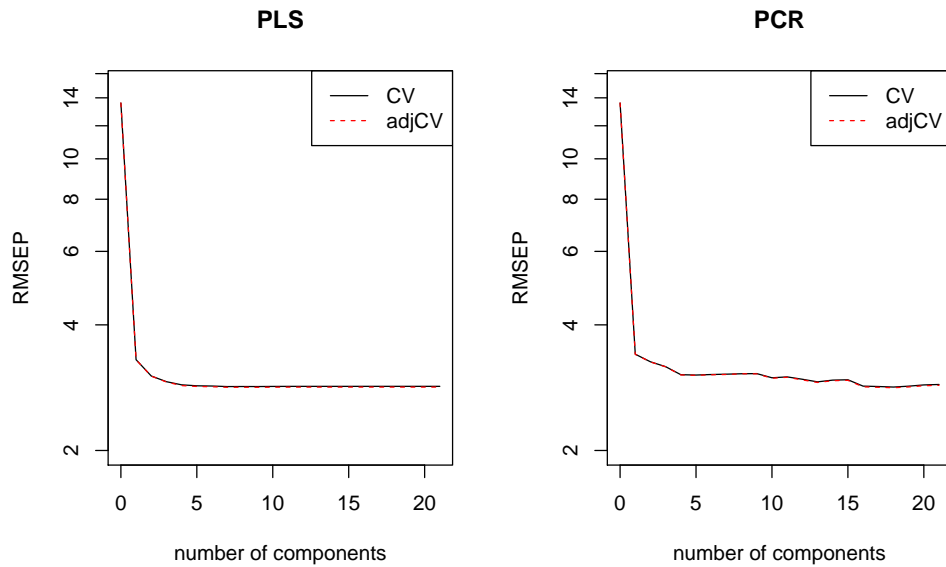 PLS
CV
adjCV
14
10
8
6
4
2
RMSEP
0 5 10 15 20
number of components
PCR
CV
adjCV
14
10
8
6
4
2
RMSEP
0 5 10 15 20
number of components